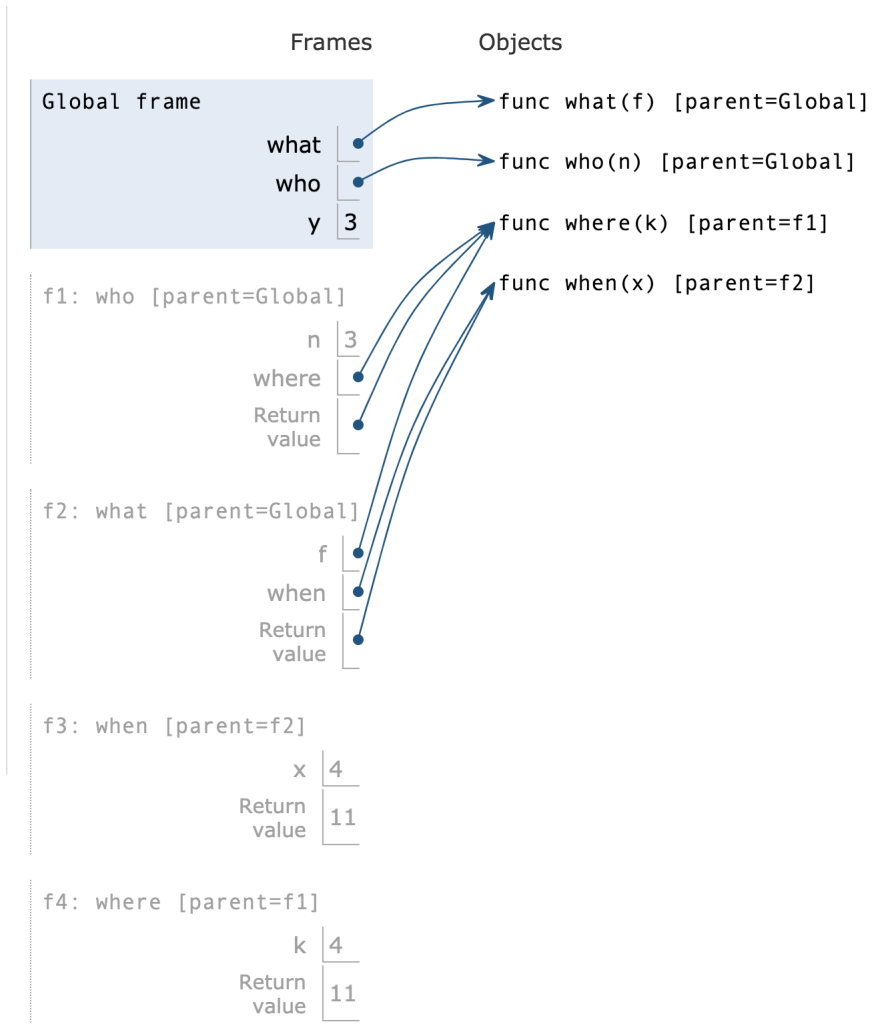 Frames Objects
Global frame
func what(f) [parent=Global]
what
func who(n) [parent=Global]
who
y 3
func where(k) [parent=f1]
func when(x) [parent=f2]
f1: who [parent=Global]
n 3
where
Return
value
f2: what [parent=Global]
f
when
Return
value
f3: when [parent=f2]
x 4
Return
value 11
f4: where [parent=f1]
k 4
Return
value 11